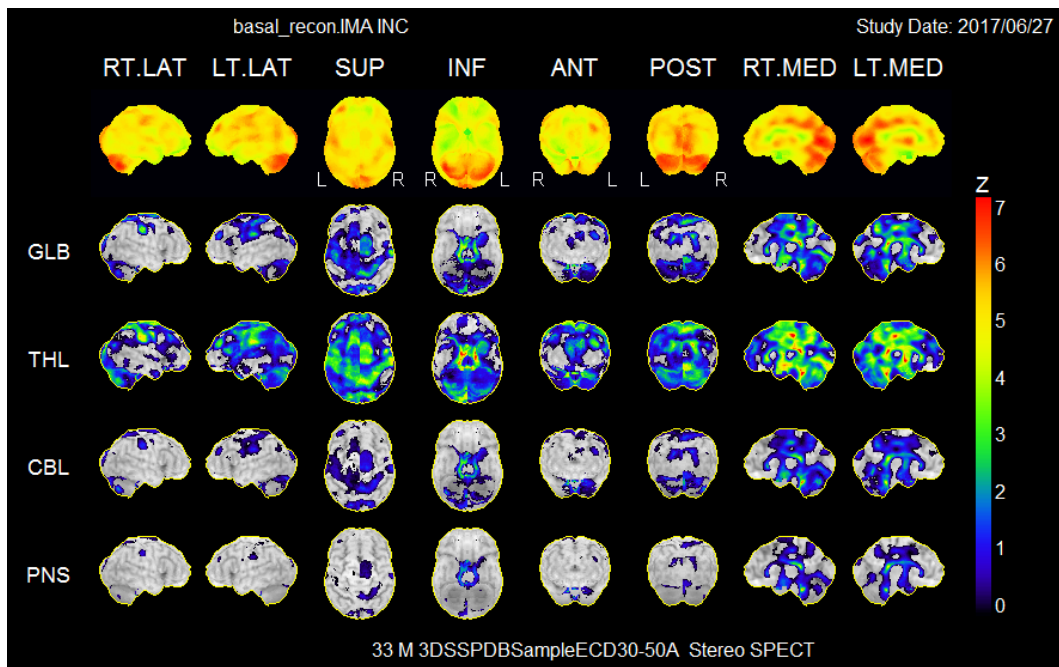 basal_recon.IMA INC
Study Date: 2017/06/27
RT.LAT LT.LAT SUP INF ANT POST RT.MED LT.MED
L R R L R L L R
Z
GLB
THL
CBL
PNS
7
6
5
4
3
2
1
0
33 M 3DSSPDBSampleECD30-50A Stereo SPECT